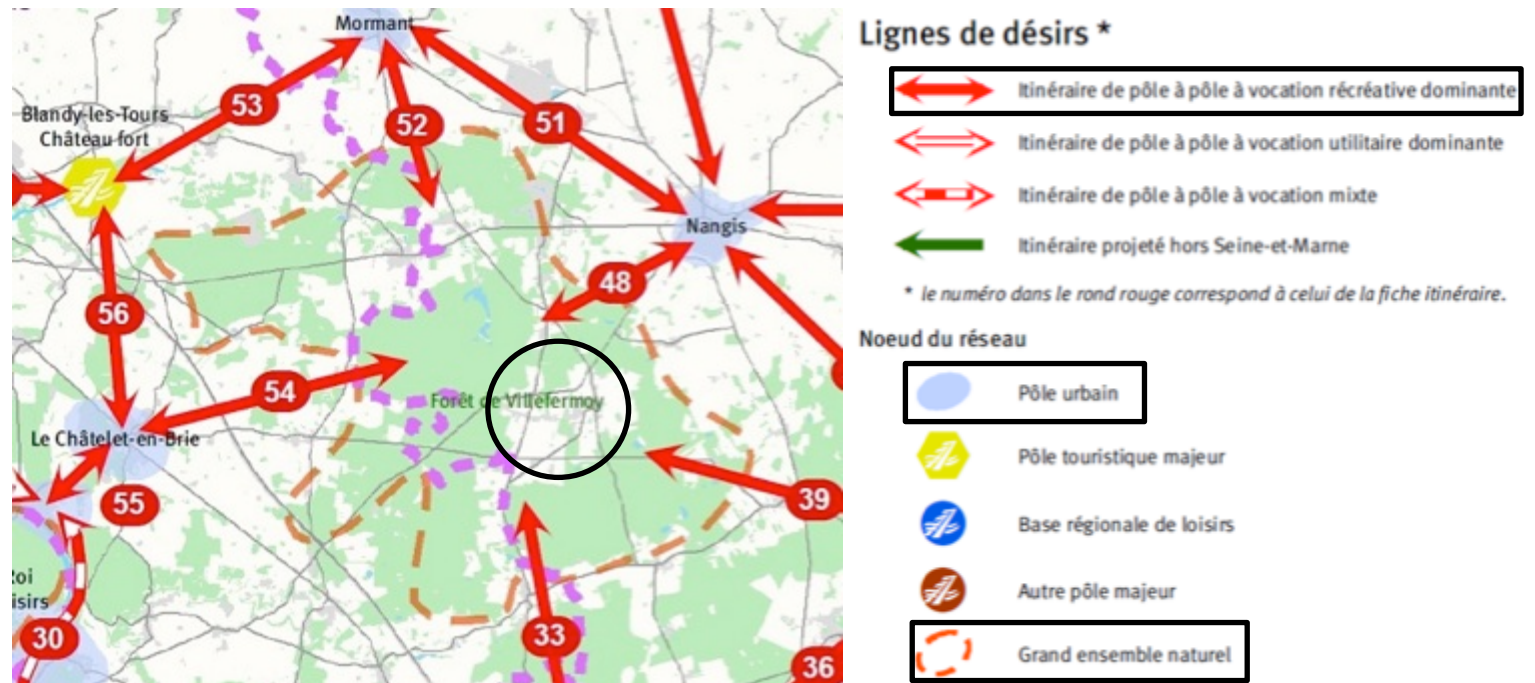 Mormant
53
52
51
Blandy-les-Tours
Château fort
Nangis
48
56
54
Forêt de Villefermoy
Le Châtelet-en-Brie
55
39
30
33
36
Lignes de désirs *
Itinéraire de pôle à pôle à vocation récréative dominante
Itinéraire de pôle à pôle à vocation utilitaire dominante
Itinéraire de pôle à pôle à vocation mixte
Itinéraire projeté hors Seine-et-Marne
* le numéro dans le rond rouge correspond à celui de la fiche itinéraire.
Noeud du réseau
Pôle urbain
Pôle touristique majeur
Base régionale de loisirs
Autre pôle majeur
Grand ensemble naturel